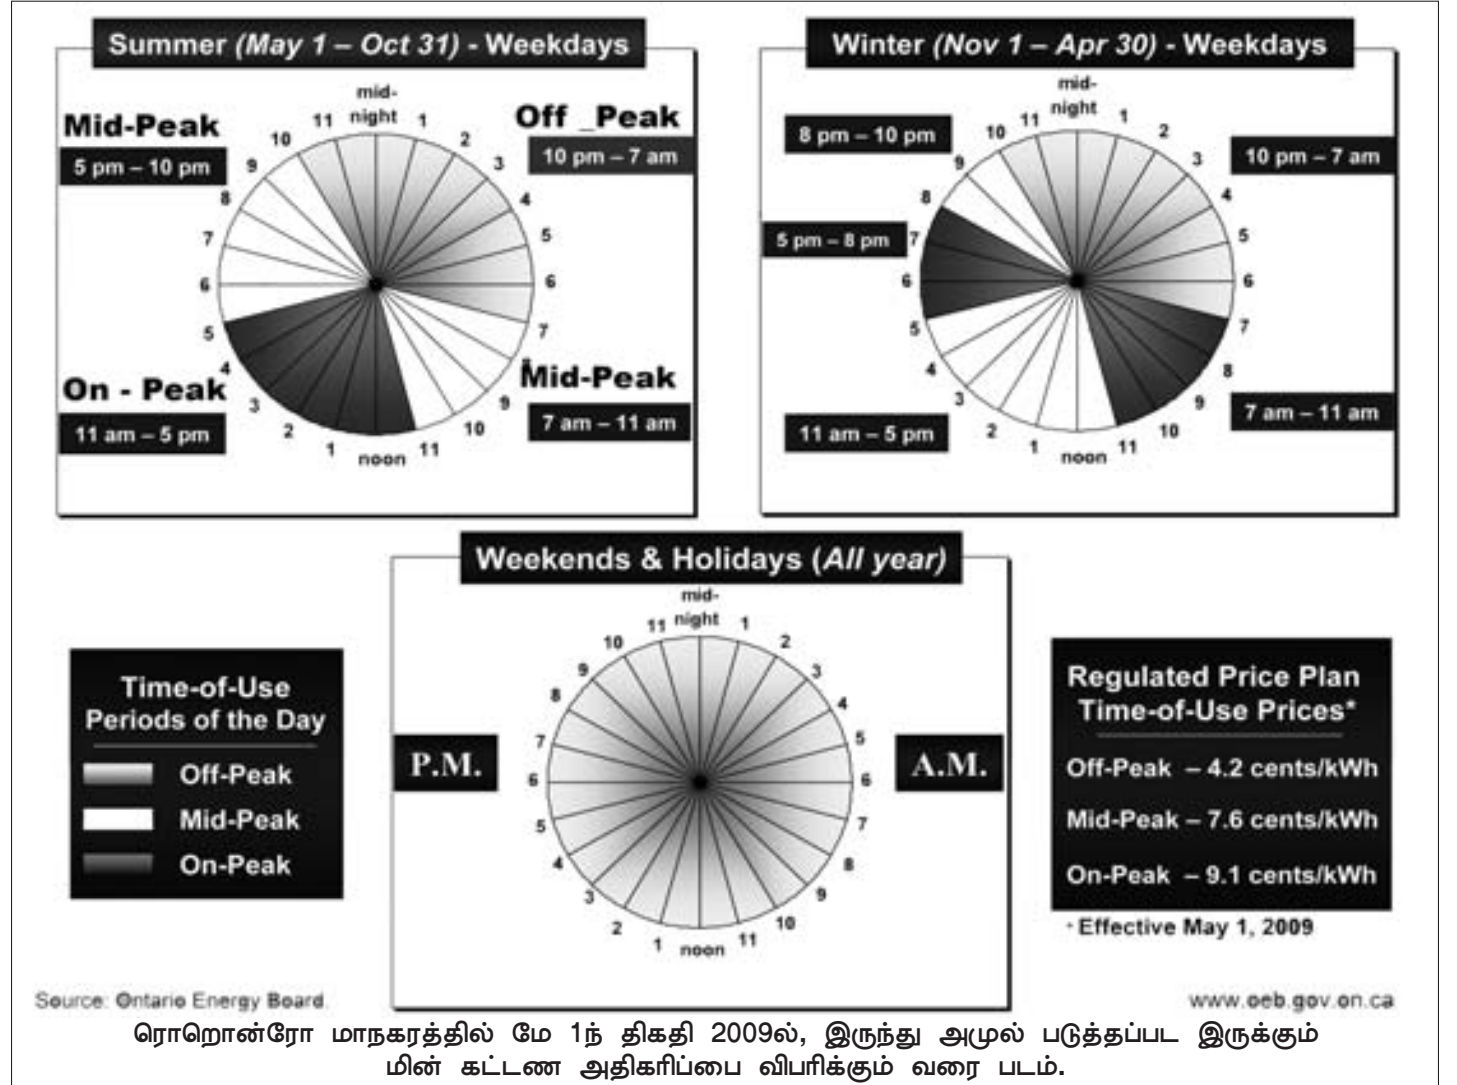 Summer (May 1 – Oct 31) - Weekdays
mid-
night
1
2
3
4
5
6
7
8
9
10
11
noon
1
2
3
4
5
6
7
8
9
10
11
Mid-Peak
5 pm – 10 pm
Off _Peak
10 pm – 7 am
On - Peak
11 am – 5 pm
Mid-Peak
7 am – 11 am
Winter (Nov 1 – Apr 30) - Weekdays
mid-
night
1
2
3
4
5
6
7
8
9
10
11
noon
1
2
3
4
5
6
7
8
9
10
11
8 pm – 10 pm
10 pm – 7 am
5 pm – 8 pm
11 am – 5 pm
7 am – 11 am
Weekends & Holidays (All year)
mid-
night
1
2
3
4
5
6
7
8
9
10
11
noon
1
2
3
4
5
6
7
8
9
10
11
P.M.
A.M.
Time-of-Use
Periods of the Day
Off-Peak
Mid-Peak
On-Peak
Regulated Price Plan
Time-of-Use Prices*
Off-Peak – 4.2 cents/kWh
Mid-Peak – 7.6 cents/kWh
On-Peak – 9.1 cents/kWh
* Effective May 1, 2009
Source: Ontario Energy Board.
www.oeb.gov.on.ca
ரொறொன்ரோ மாநகரத்தில் மே 1ந் திகதி 2009ல், இருந்து அமுல் படுத்தப்பட இருக்கும்
மின் கட்டண அதிகரிப்பை விபரிக்கும் வரை படம்.